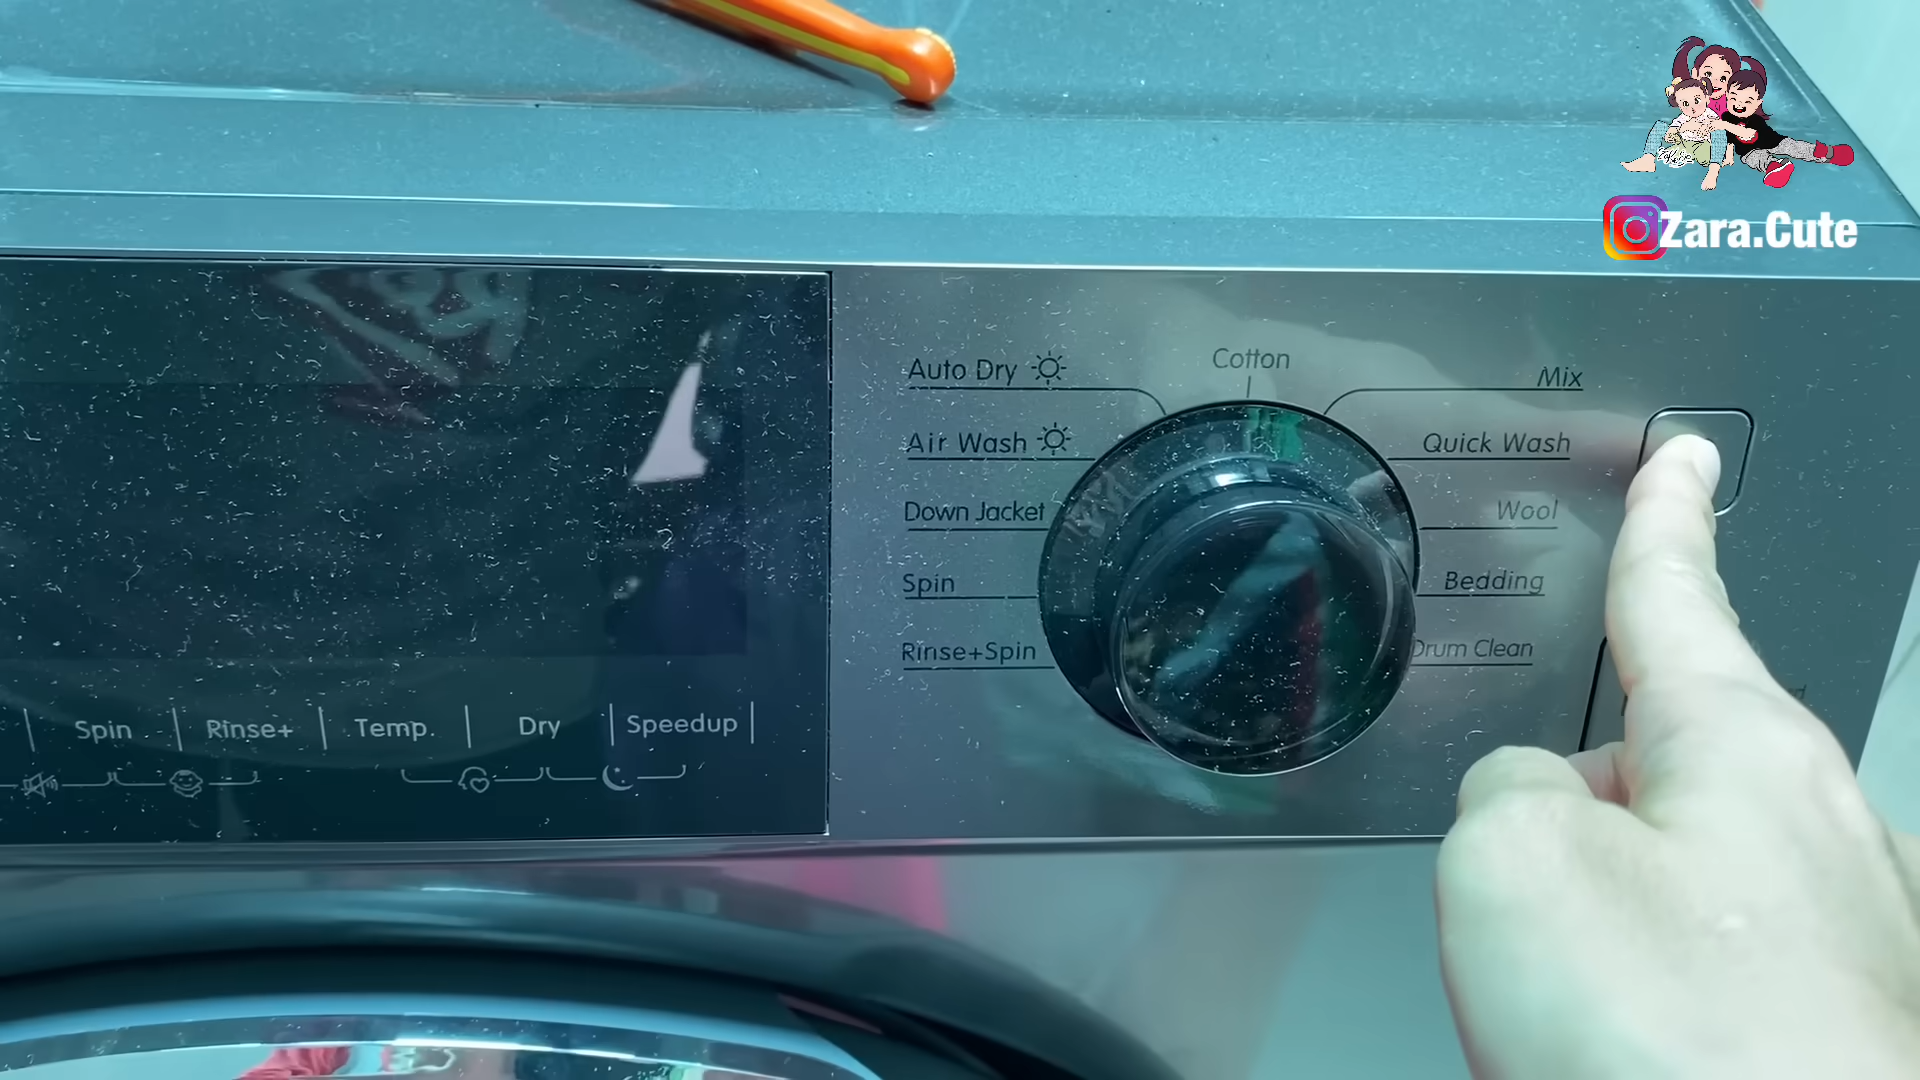 Zara.Cute
Cotton
Auto Dry
Mix
Air Wash
Quick Wash
Down Jacket
Wool
Spin
Bedding
Rinse+Spin
Drum Clean
Spin
Rinse+
Temp.
Dry
Speedup